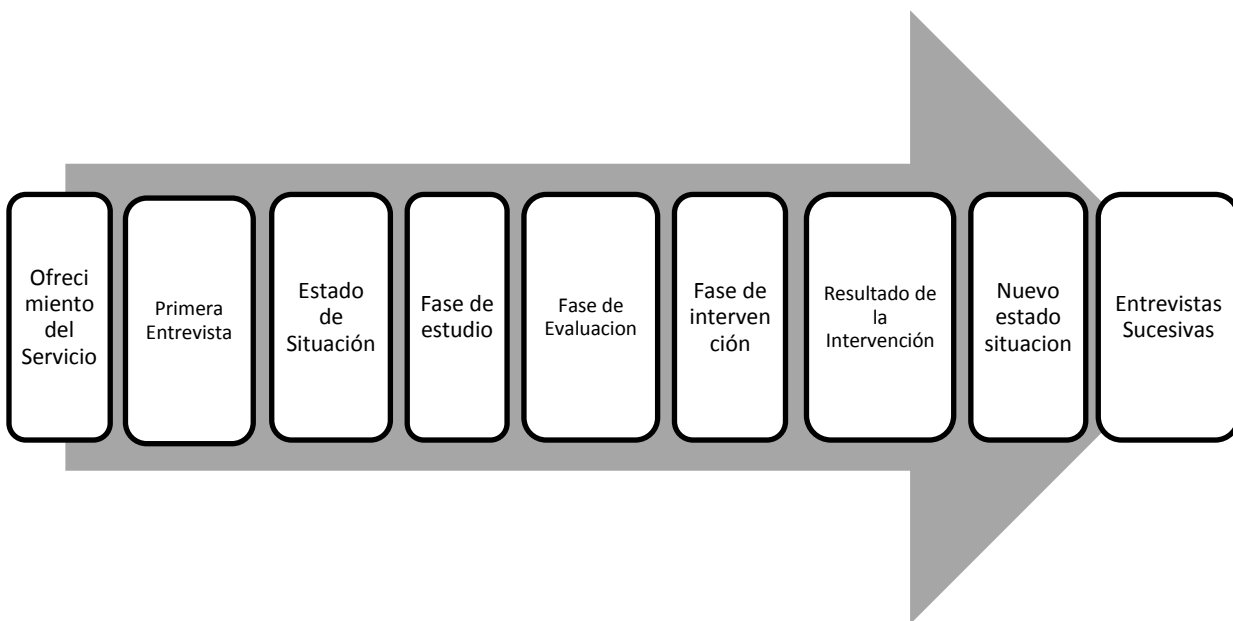 Ofreci
miento
del
Servicio
Primera
Entrevista
Estado
de
Situación
Fase de
estudio
Fase de
Evaluacion
Fase de
interven
ción
Resultado de
la
Intervención
Nuevo
estado
situacion
Entrevistas
Sucesivas